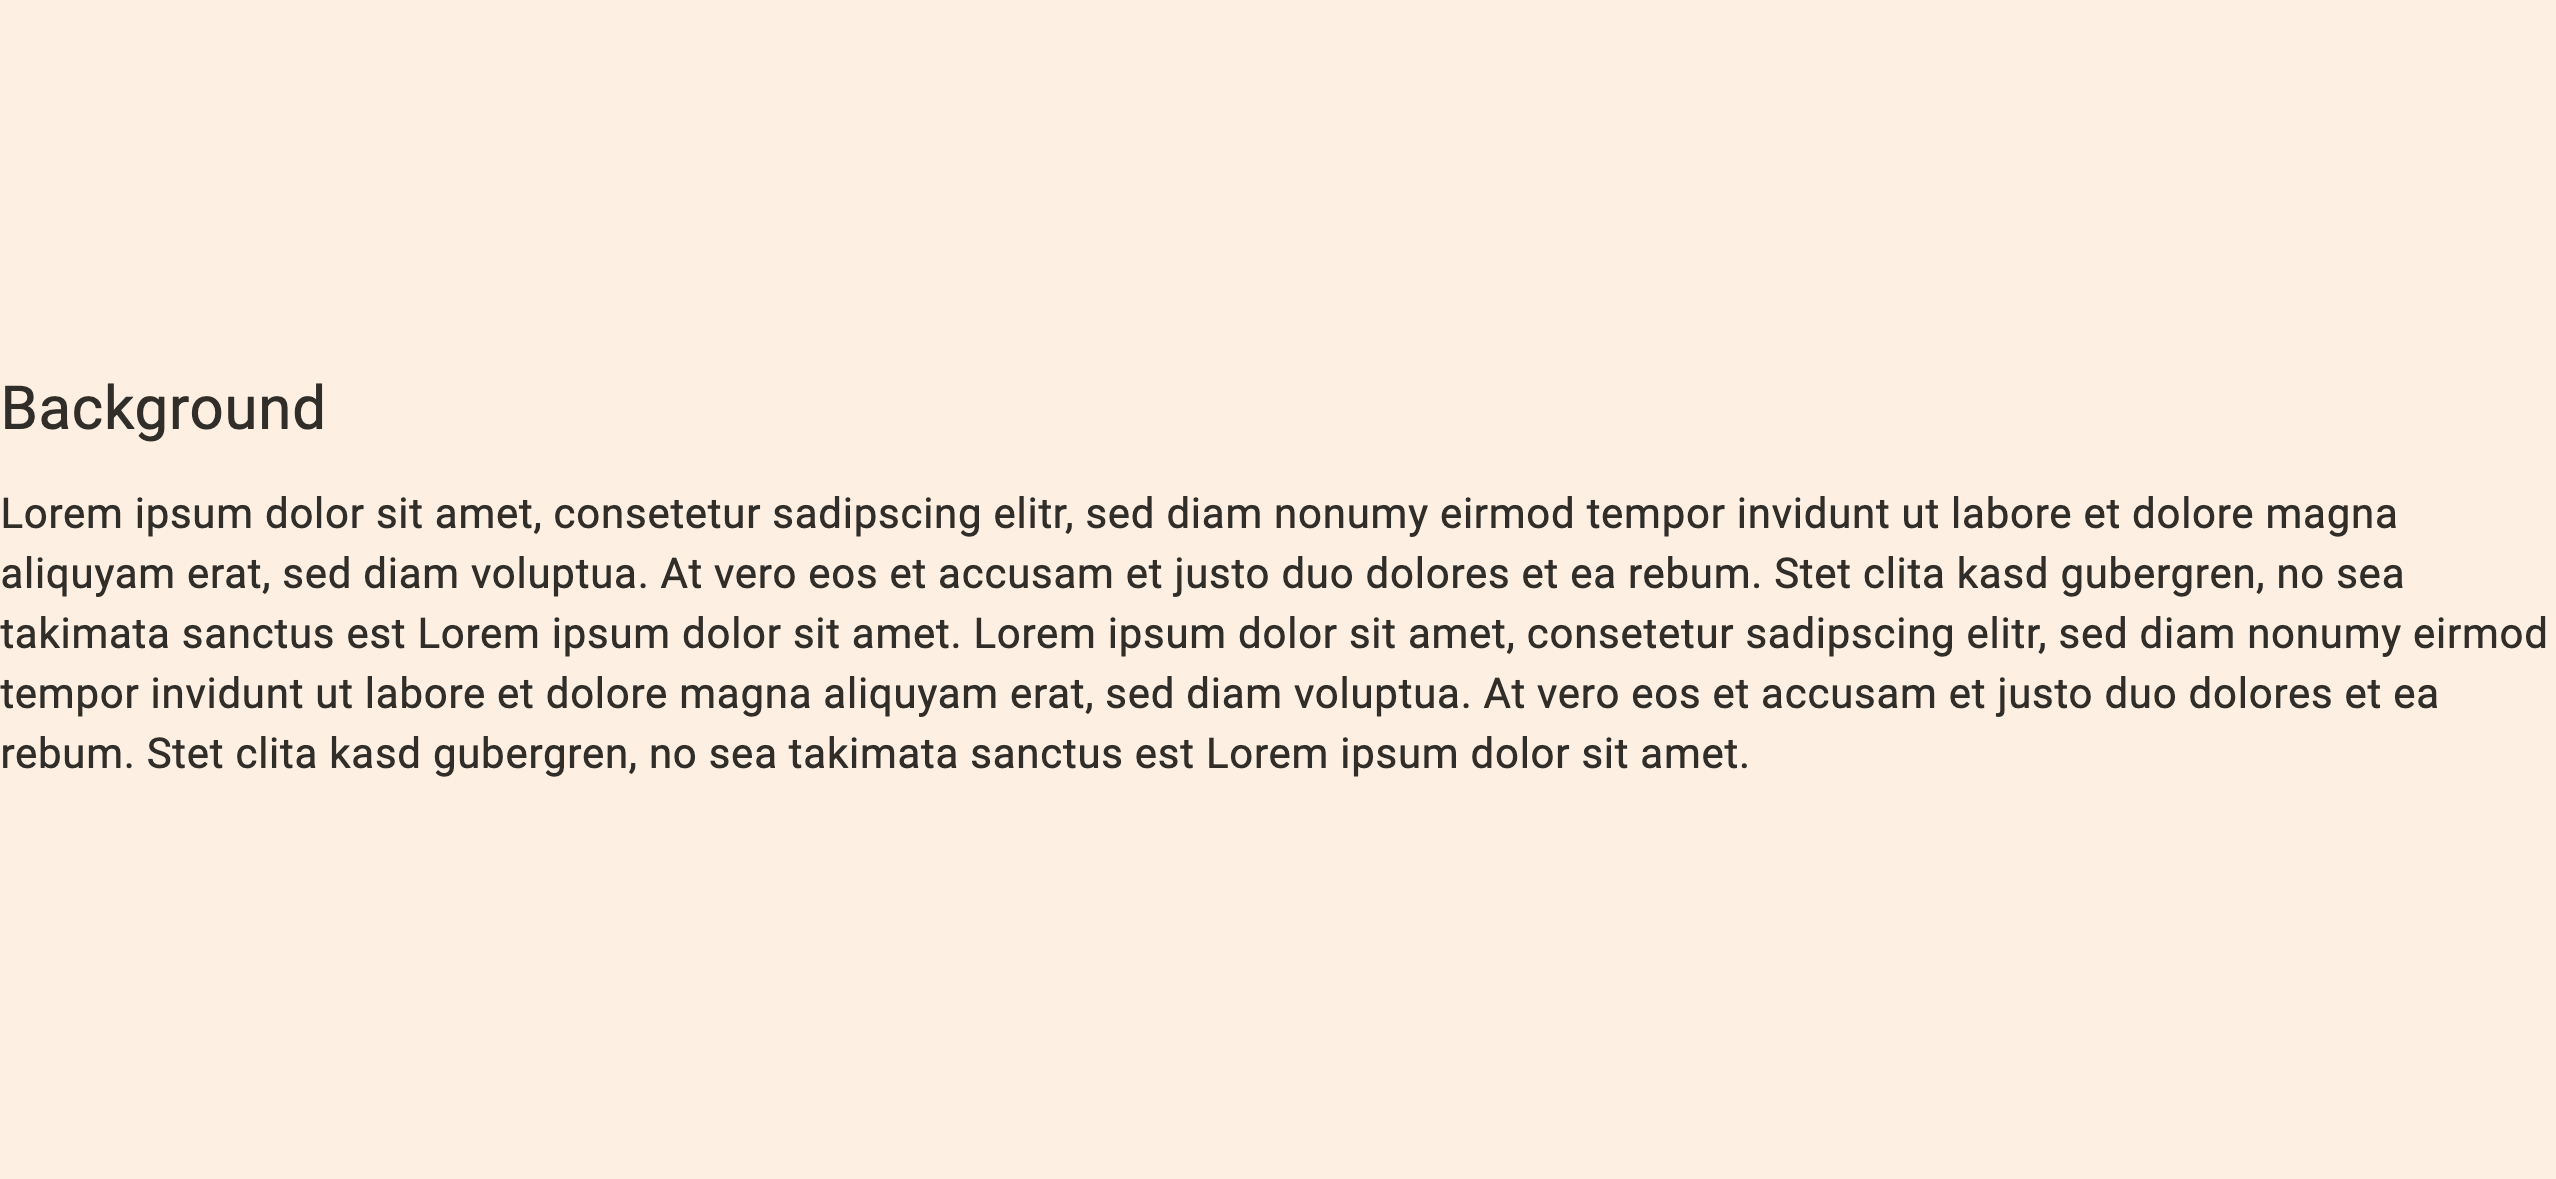 Background
Lorem ipsum dolor sit amet, consetetur sadipscing elitr, sed diam nonumy eirmod tempor invidunt ut labore et dolore magna
aliquyam erat, sed diam voluptua. At vero eos et accusam et justo duo dolores et ea rebum. Stet clita kasd gubergren, no sea
takimata sanctus est Lorem ipsum dolor sit amet. Lorem ipsum dolor sit amet, consetetur sadipscing elitr, sed diam nonumy eirmod
tempor invidunt ut labore et dolore magna aliquyam erat, sed diam voluptua. At vero eos et accusam et justo duo dolores et ea
rebum. Stet clita kasd gubergren, no sea takimata sanctus est Lorem ipsum dolor sit amet.